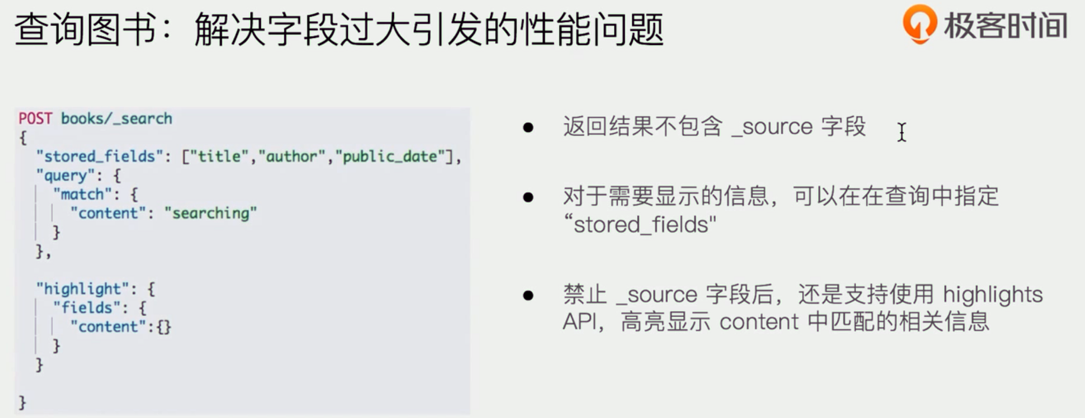 查询图书：解决字段过大引发的性能问题
极客时间
POST books/_search
{
"stored_fields": ["title","author","public_date"],
"query": {
"match": {
"content": "searching"
}
},
"highlight": {
"fields": {
"content":{}
}
}
}
● 返回结果不包含 _source 字段
● 对于需要显示的信息，可以在在查询中指定
“stored_fields"
● 禁止 _source 字段后，还是支持使用 highlights
API，高亮显示 content 中匹配的相关信息